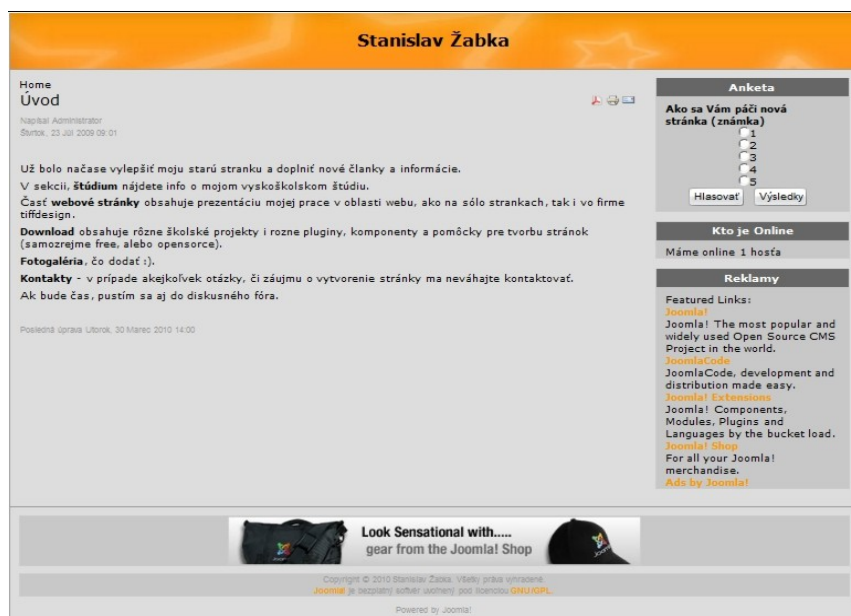 Stanislav Žabka
Home
Úvod
Napísal Administrator
Štvrtok, 23 Júl 2009 09:01
Už bolo načase vylepšiť moju starú stranku a doplniť nové članky a informácie.
V sekcii, štúdium nájdete info o mojom vyskoškolskom štúdiu.
Časť webové stránky obsahuje prezentáciu mojej prace v oblasti webu, ako na sólo strankach, tak i vo firme
tiffdesign.
Download obsahuje rôzne školské projekty i rozne pluginy, komponenty a pomôcky pre tvorbu stránok
(samozrejme free, alebo opensorce).
Fotogaléria, čo dodať :).
Kontakty - v prípade akejkoľvek otázky, či záujmu o vytvorenie stránky ma neváhajte kontaktovať.
Ak bude čas, pustím sa aj do diskusného fóra.
Posledná úprava Utorok, 30 Marec 2010 14:00
Anketa
Ako sa Vám páči nová
stránka (známka)
1
2
3
4
5
Hlasovať Výsledky
Kto je Online
Máme online 1 hosťa
Reklamy
Featured Links:
Joomla!
Joomla! The most popular and
widely used Open Source CMS
Project in the world.
JoomlaCode
JoomlaCode, development and
distribution made easy.
Joomla! Extensions
Joomla! Components,
Modules, Plugins and
Languages by the bucket load.
Joomla! Shop
For all your Joomla!
merchandise.
Ads by Joomla!
Look Sensational with.....
gear from the Joomla! Shop
Copyright © 2010 Stanislav Žabka. Všetky práva vyhradené.
Joomla! je bezplatný softvér uvoľnený pod licenciou GNU/GPL.
Powered by Joomla!